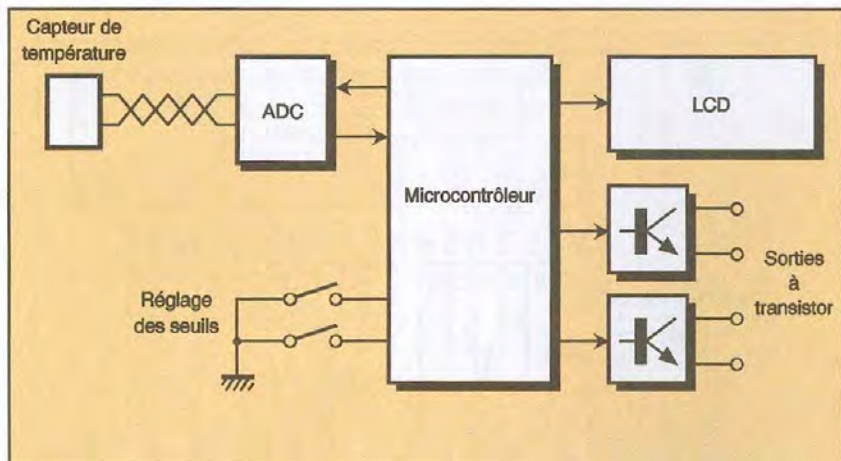 Capteur de
température
ADC
LCD
Microcontrôleur
Réglage
des seuils
Sorties
à
transistor